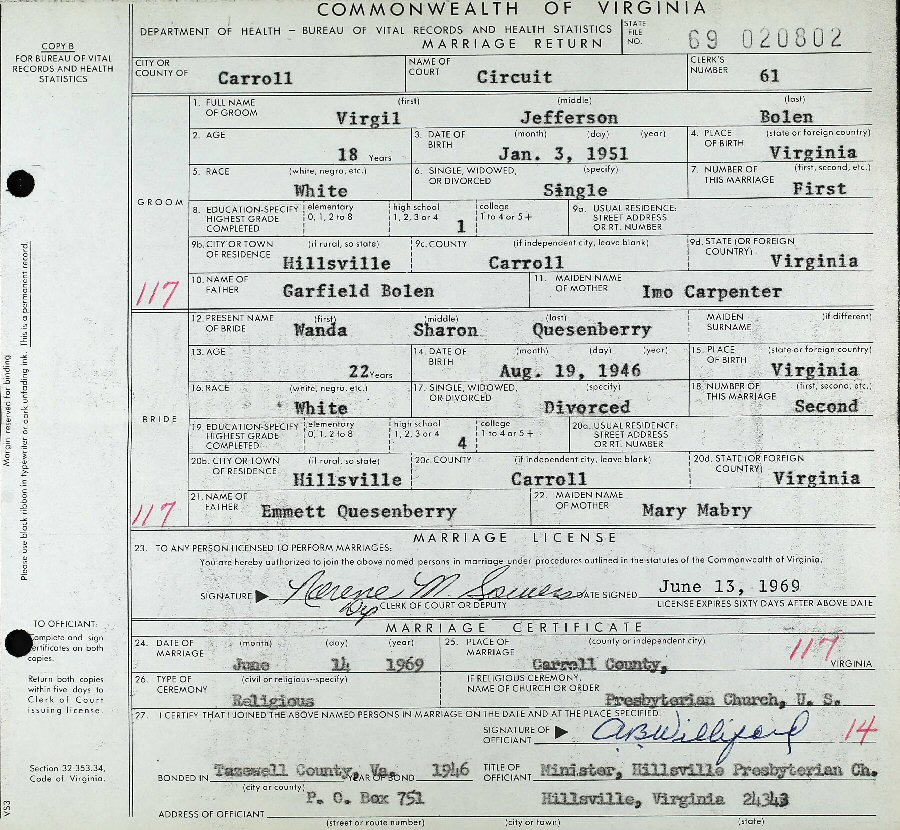 COMMONWEALTH OF VIRGINIA
DEPARTMENT OF HEALTH – BUREAU OF VITAL RECORDS AND HEALTH STATISTICS
MARRIAGE RETURN
STATE FILE NO. 69 020802
COPY B
FOR BUREAU OF VITAL
RECORDS AND HEALTH
STATISTICS
CITY OR COUNTY OF Carroll NAME OF COURT Circuit CLERK'S NUMBER 61
GROOM
1. FULL NAME OF GROOM (first) Virgil (middle) Jefferson (last) Bolen
2. AGE 18 Years 3. DATE OF BIRTH (month) (day) (year) Jan. 3, 1951 4. PLACE OF BIRTH (state or foreign country) Virginia
5. RACE (white, negro, etc.) White 6. SINGLE, WIDOWED, OR DIVORCED (specify) Single 7. NUMBER OF THIS MARRIAGE (first, second, etc.) First
8. EDUCATION-SPECIFY HIGHEST GRADE COMPLETED elementary 0, 1, 2 to 8 high school 1, 2, 3 or 4 1 college 1 to 4 or 5+ 9a. USUAL RESIDENCE: STREET ADDRESS OR RT. NUMBER
9b. CITY OR TOWN OF RESIDENCE (if rural, so state) Hillsville 9c. COUNTY (if independent city, leave blank) Carroll 9d. STATE (OR FOREIGN COUNTRY) Virginia
117 10. NAME OF FATHER Garfield Bolen 11. MAIDEN NAME OF MOTHER Imo Carpenter
BRIDE
12. PRESENT NAME OF BRIDE (first) Wanda (middle) Sharon (last) Quesenberry MAIDEN SURNAME (if different)
13. AGE 22 Years 14. DATE OF BIRTH (month) (day) (year) Aug. 19, 1946 15. PLACE OF BIRTH (state or foreign country) Virginia
16. RACE (white, negro, etc.) White 17. SINGLE, WIDOWED, OR DIVORCED (specify) Divorced 18. NUMBER OF THIS MARRIAGE (first, second, etc.) Second
19. EDUCATION-SPECIFY HIGHEST GRADE COMPLETED elementary 0, 1, 2 to 8 high school 1, 2, 3 or 4 4 college 1 to 4 or 5+ 20a. USUAL RESIDENCE: STREET ADDRESS OR RT. NUMBER
20b. CITY OR TOWN OF RESIDENCE (if rural, so state) Hillsville 20c. COUNTY (if independent city, leave blank) Carroll 20d. STATE (OR FOREIGN COUNTRY) Virginia
117 21. NAME OF FATHER Emmett Quesenberry 22. MAIDEN NAME OF MOTHER Mary Mabry
MARRIAGE LICENSE
23. TO ANY PERSON LICENSED TO PERFORM MARRIAGES:
You are hereby authorized to join the above named persons in marriage under procedures outlined in the statutes of the Commonwealth of Virginia.
SIGNATURE Norene M. Sowers DATE SIGNED June 13, 1969
Dep CLERK OF COURT OR DEPUTY LICENSE EXPIRES SIXTY DAYS AFTER ABOVE DATE
MARRIAGE CERTIFICATE
24. DATE OF MARRIAGE (month) (day) (year) June 14 1969 25. PLACE OF MARRIAGE (county or independent city) Carroll County, 117 VIRGINIA
26. TYPE OF CEREMONY (civil or religious–specify) Religious IF RELIGIOUS CEREMONY, NAME OF CHURCH OR ORDER Presbyterian Church, U. S.
27. I CERTIFY THAT I JOINED THE ABOVE NAMED PERSONS IN MARRIAGE ON THE DATE AND AT THE PLACE SPECIFIED.
SIGNATURE OF OFFICIAL A.B. Williford 14
BONDED IN Tazewell County, Va. YEAR OF BOND 1946 TITLE OF OFFICIAL Minister, Hillsville Presbyterian Ch.
(city or county)
ADDRESS OF OFFICIAL P. O. Box 751 Hillsville, Virginia 24343
(street or route number) (city or town) (state)
Margin reserved for binding
Please use black ribbon in typewriter or dark unfading ink. This is a permanent record.
TO OFFICIAL:
Complete and sign
certificates on both
copies.
Return both copies
within five days to
Clerk of Court
issuing license.
Section 32-353.34,
Code of Virginia.
VS3